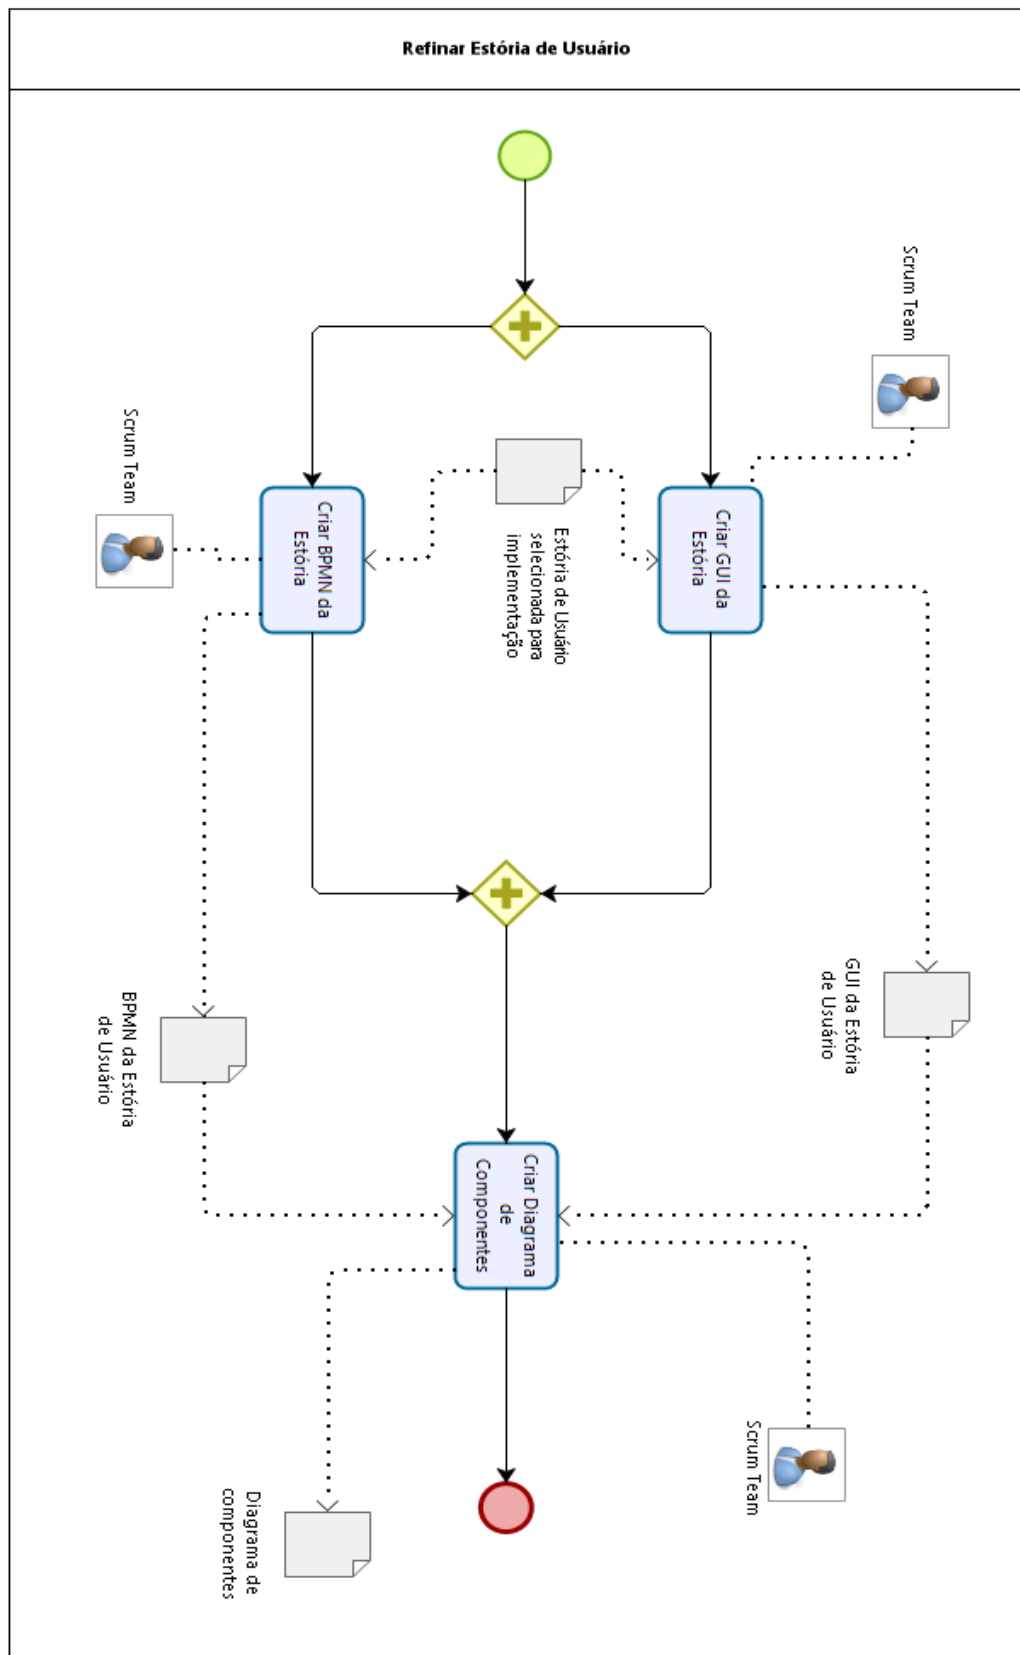 Refinar Estória de Usuário
Scrum Team
Scrum Team
Criar GUI da
Estória
Estória de Usuário
selecionada para
implementação
Criar BPMN da
Estória
GUI da Estória
de Usuário
BPMN da Estória
de Usuário
Criar Diagrama
de
Componentes
Scrum Team
Diagrama de
componentes